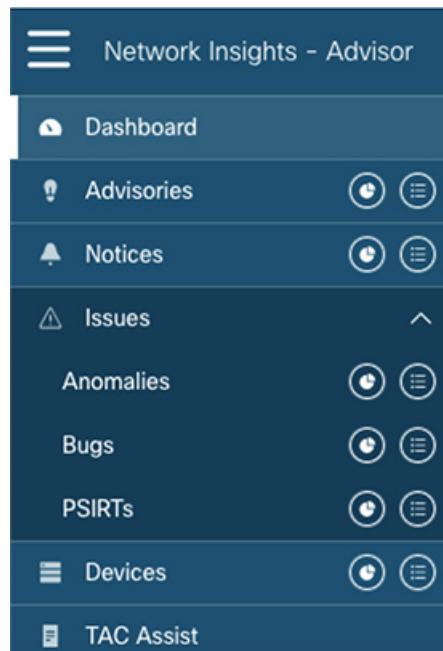 Network Insights - Advisor
Dashboard
Advisories
Notices
Issues
Anomalies
Bugs
PSIRTs
Devices
TAC Assist